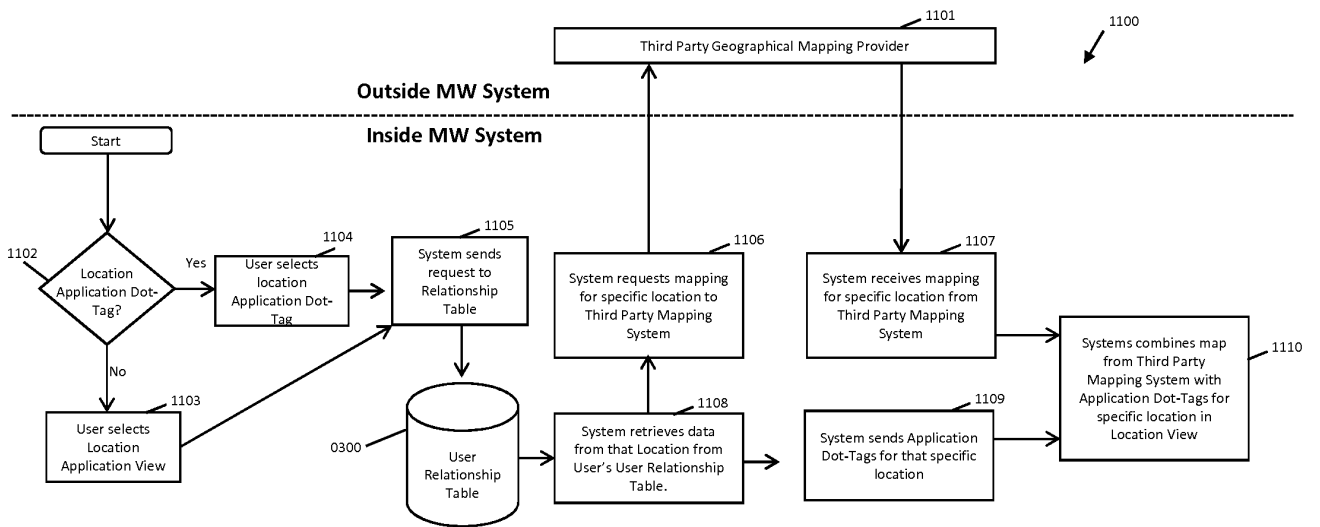 1101
Third Party Geographical Mapping Provider
1100
Outside MW System
Inside MW System
Start
1102
Location
Application Dot-
Tag?
Yes
No
1104
User selects
location
Application Dot-
Tag
1103
User selects
Location
Application View
1105
System sends
request to
Relationship
Table
0300
User
Relationship
Table
1106
System requests mapping
for specific location to
Third Party Mapping
System
1108
System retrieves data
from that Location from
User's User Relationship
Table.
1107
System receives mapping
for specific location from
Third Party Mapping
System
1109
System sends Application
Dot-Tags for that specific
location
1110
Systems combines map
from Third Party
Mapping System with
Application Dot-Tags for
specific location in
Location View